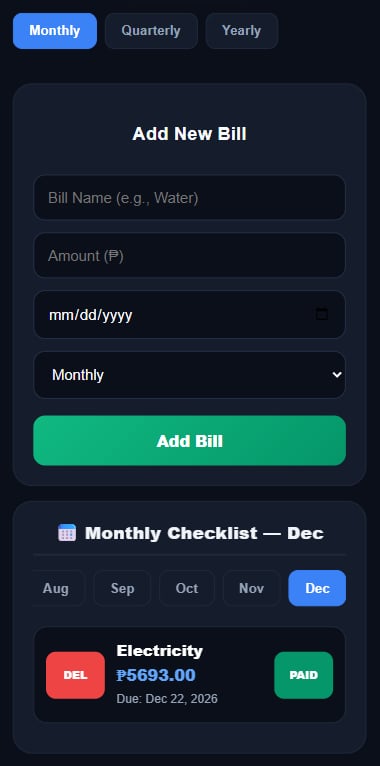 Monthly Quarterly Yearly
Add New Bill
Bill Name (e.g., Water)
Amount (₱)
mm/dd/yyyy
Monthly
Add Bill
Monthly Checklist — Dec
Aug Sep Oct Nov Dec
DEL
Electricity
₱5693.00
Due: Dec 22, 2026
PAID